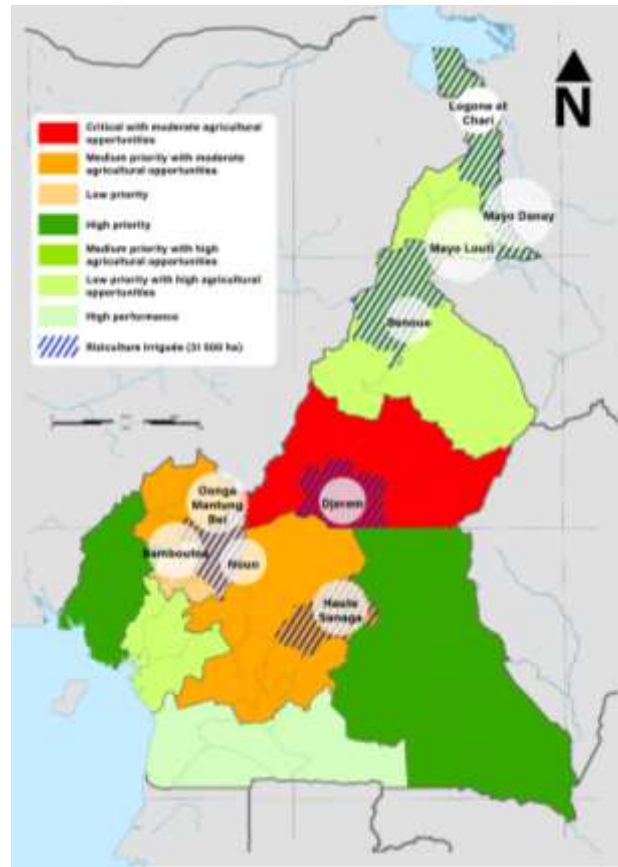 Critical with moderate agricultural
opportunities
Medium priority with moderate
agricultural opportunities
Low priority
High priority
Medium priority with high
agricultural opportunities
Low priority with high agricultural
opportunities
High performance
Riziculture irriguée (31 500 ha)
N
Logone et
Chari
Mayo Danay
Mayo Louti
Benoue
Donga
Mantung
Djerem
Bamboutos
Noun
Haute
Sanaga